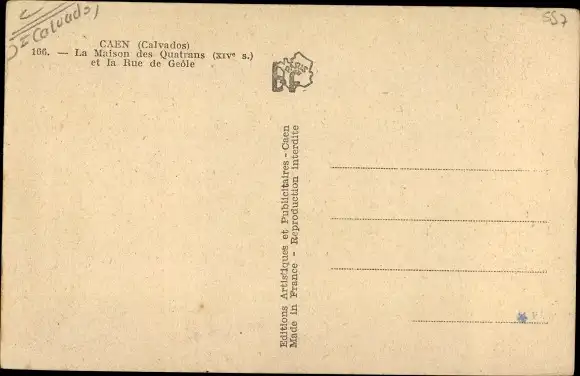 (Calvados)
557
CAEN (Calvados)
166. — La Maison des Quatrans (XIVᵉ s.)
et la Rue de Geôle
PARIS
Editions Artistiques et Publicitaires - Caen
Made in France - Reproduction interdite